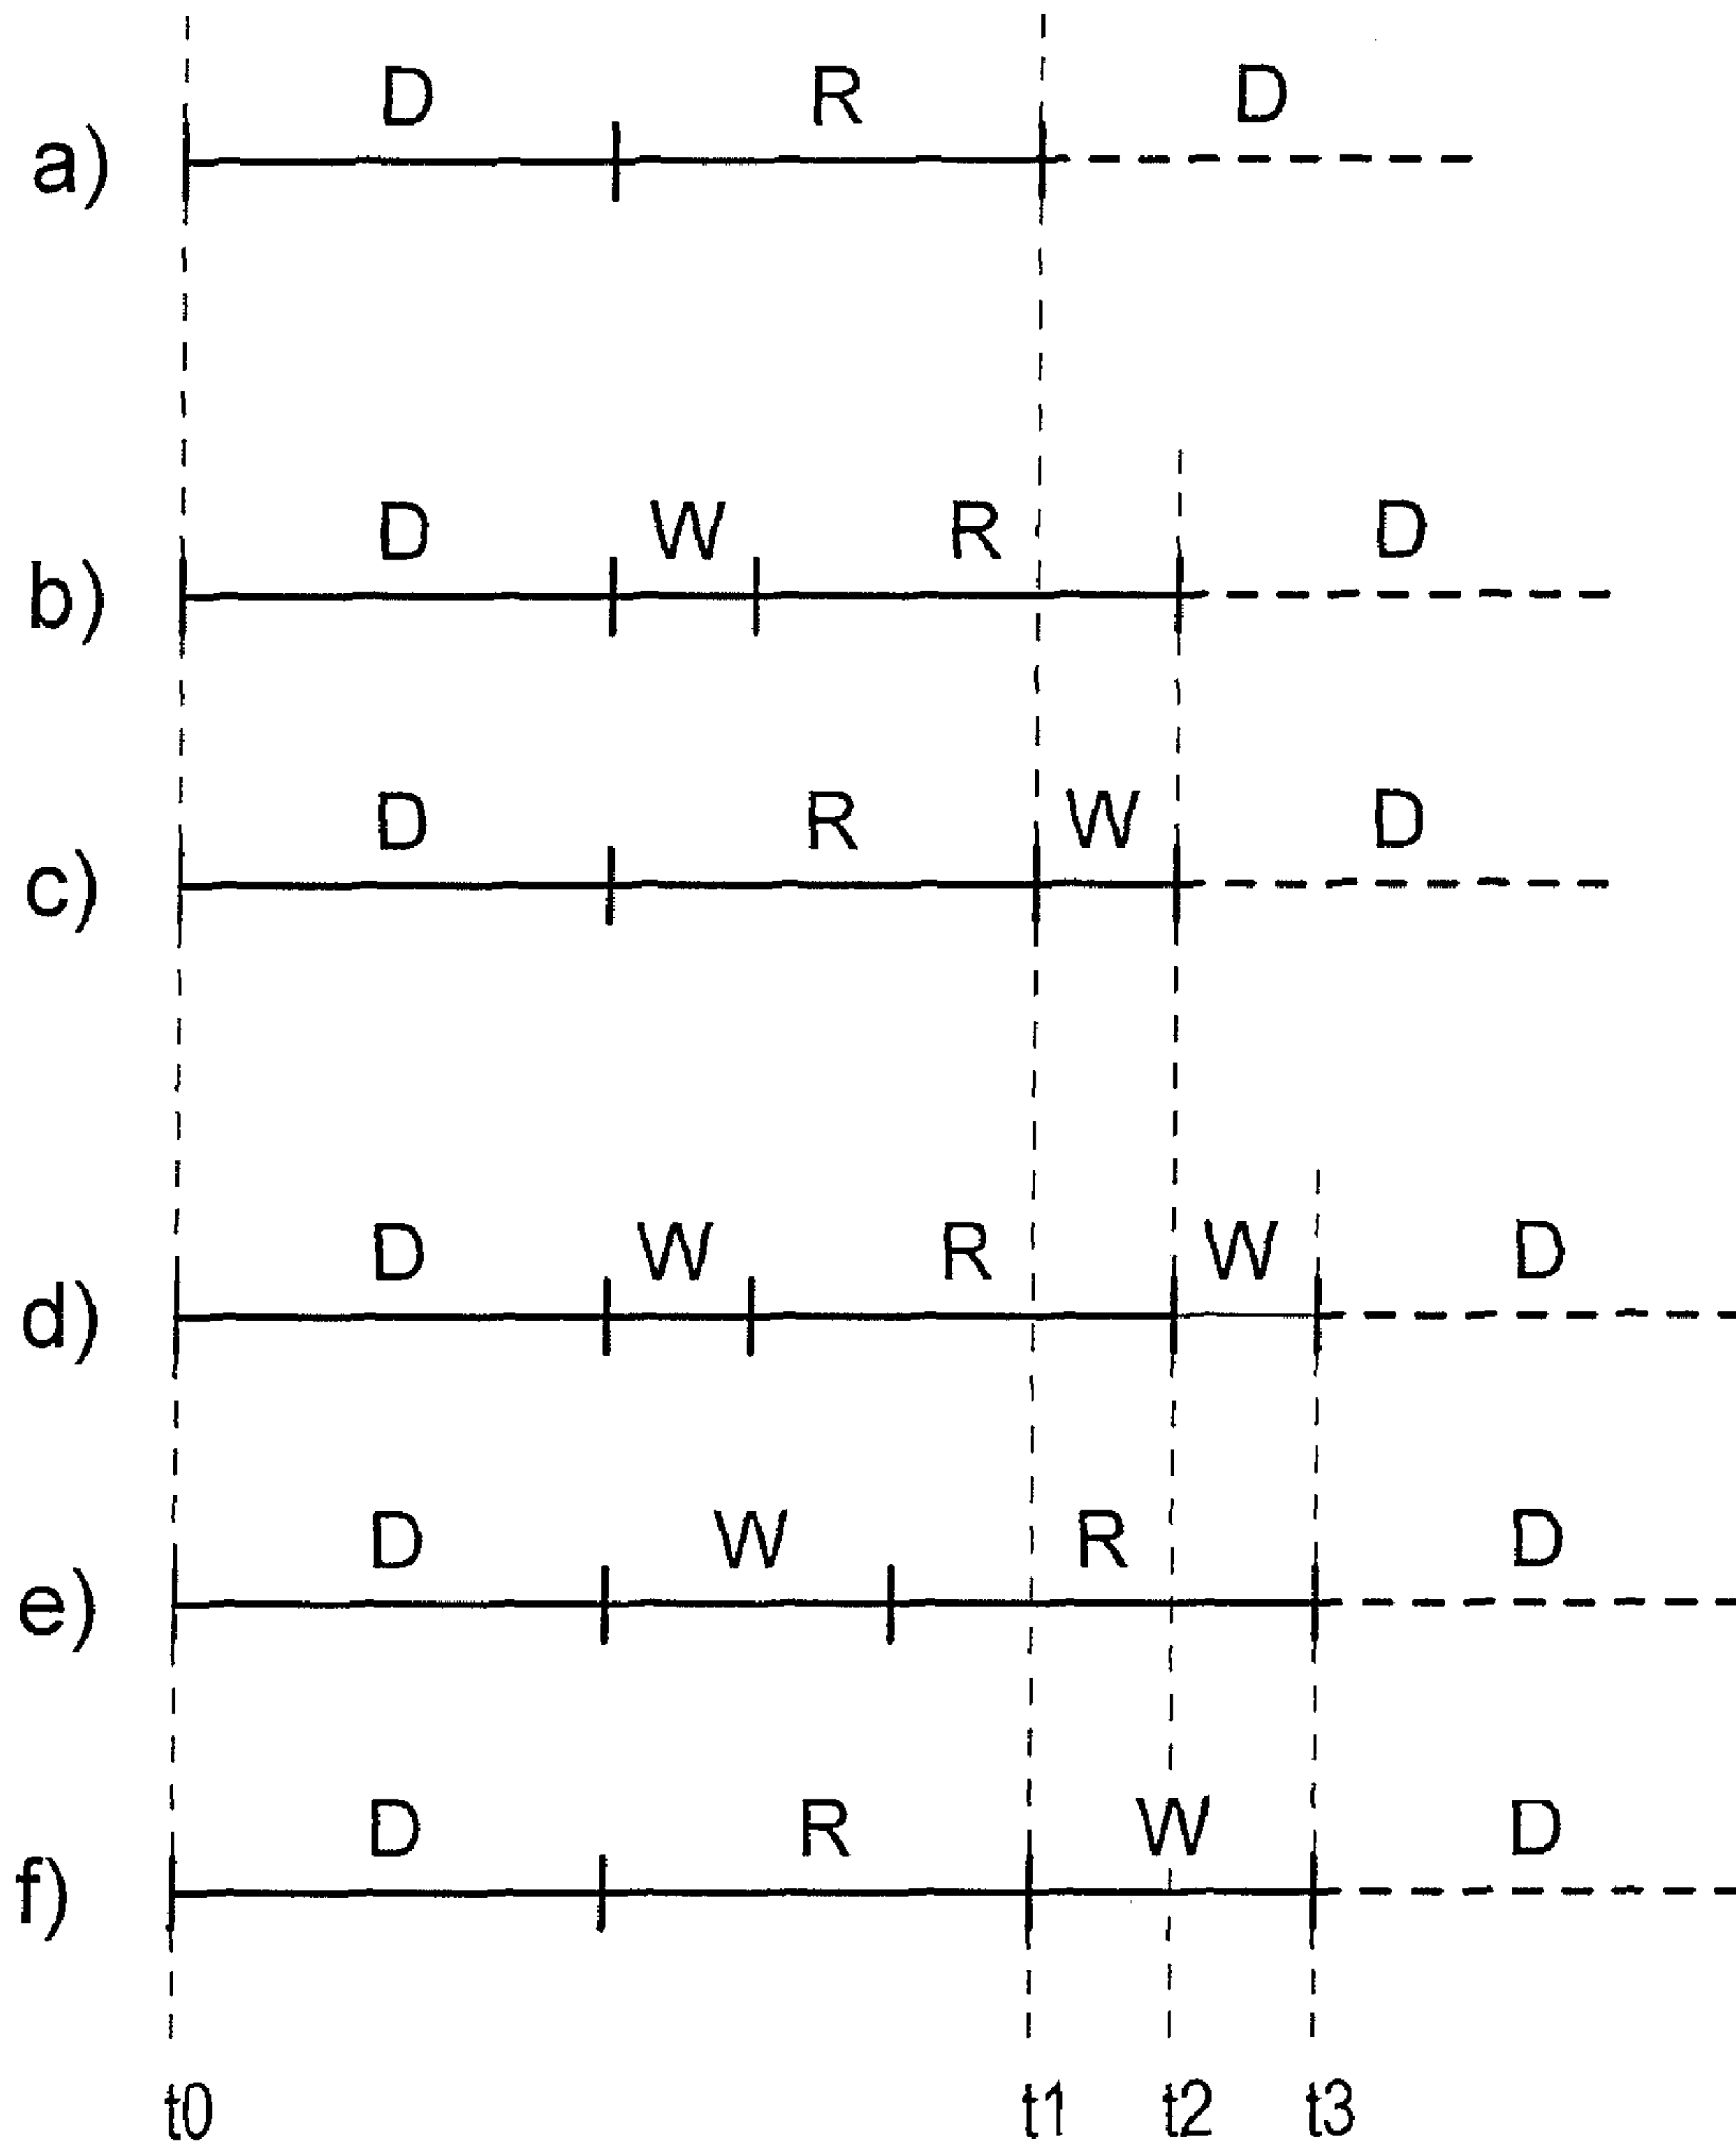 D R D
a)
D W R D
b)
D R W D
c)
D W R W D
d)
D W R D
e)
D R W D
f)
t0 t1 t2 t3